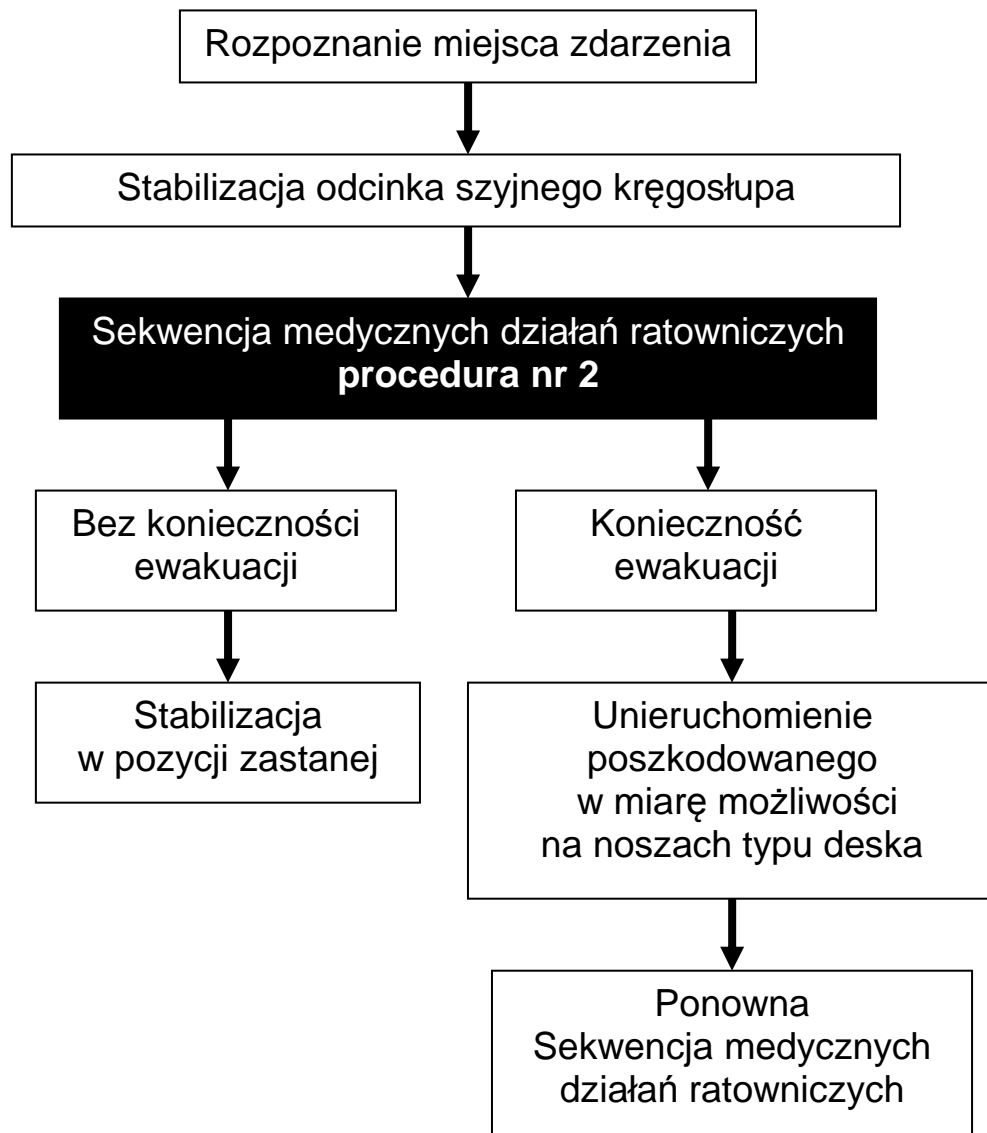 Rozpoznanie miejsca zdarzenia
Stabilizacja odcinka szyjnego kręgosłupa
Sekwencja medycznych działań ratowniczych
procedura nr 2
Bez konieczności
ewakuacji
Konieczność
ewakuacji
Stabilizacja
w pozycji zastanej
Unieruchomienie
poszkodowanego
w miarę możliwości
na noszach typu deska
Ponowna
Sekwencja medycznych
działań ratowniczych